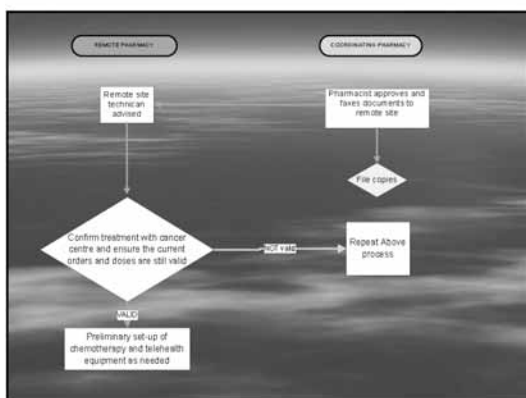 REMOTE PHARMACY
COORDINATING PHARMACY
Remote site
technican
advised
Pharmacist approves and
faxes documents to
remote site
File copies
Confirm treatment with cancer
centre and ensure the current
orders and doses are still valid
NOT valid
Repeat Above
process
VALID
Preliminary set-up of
chemotherapy and telehealth
equipment as needed